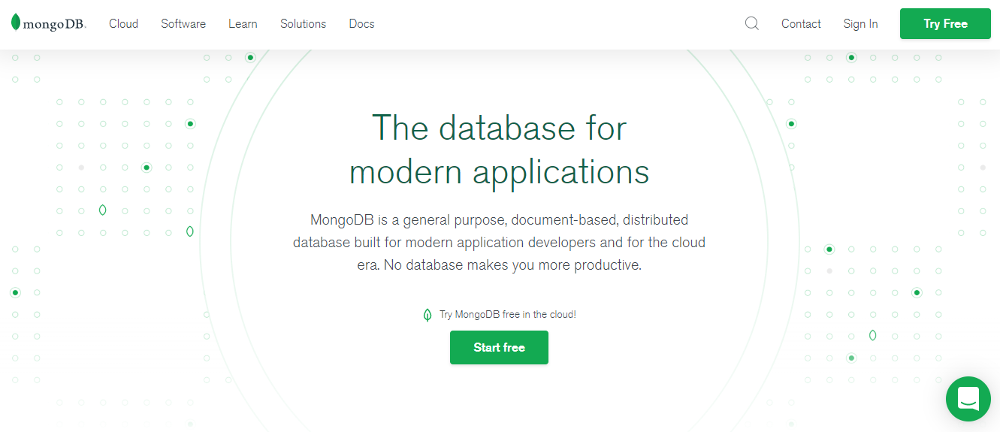 mongoDB.
Cloud
Software
Learn
Solutions
Docs
Contact
Sign In
Try Free
The database for
modern applications
MongoDB is a general purpose, document-based, distributed
database built for modern application developers and for the cloud
era. No database makes you more productive.
Try MongoDB free in the cloud!
Start free